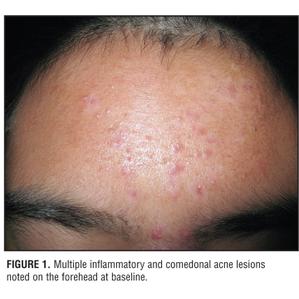 FIGURE 1. Multiple inflammatory and comedonal acne lesions
noted on the forehead at baseline.